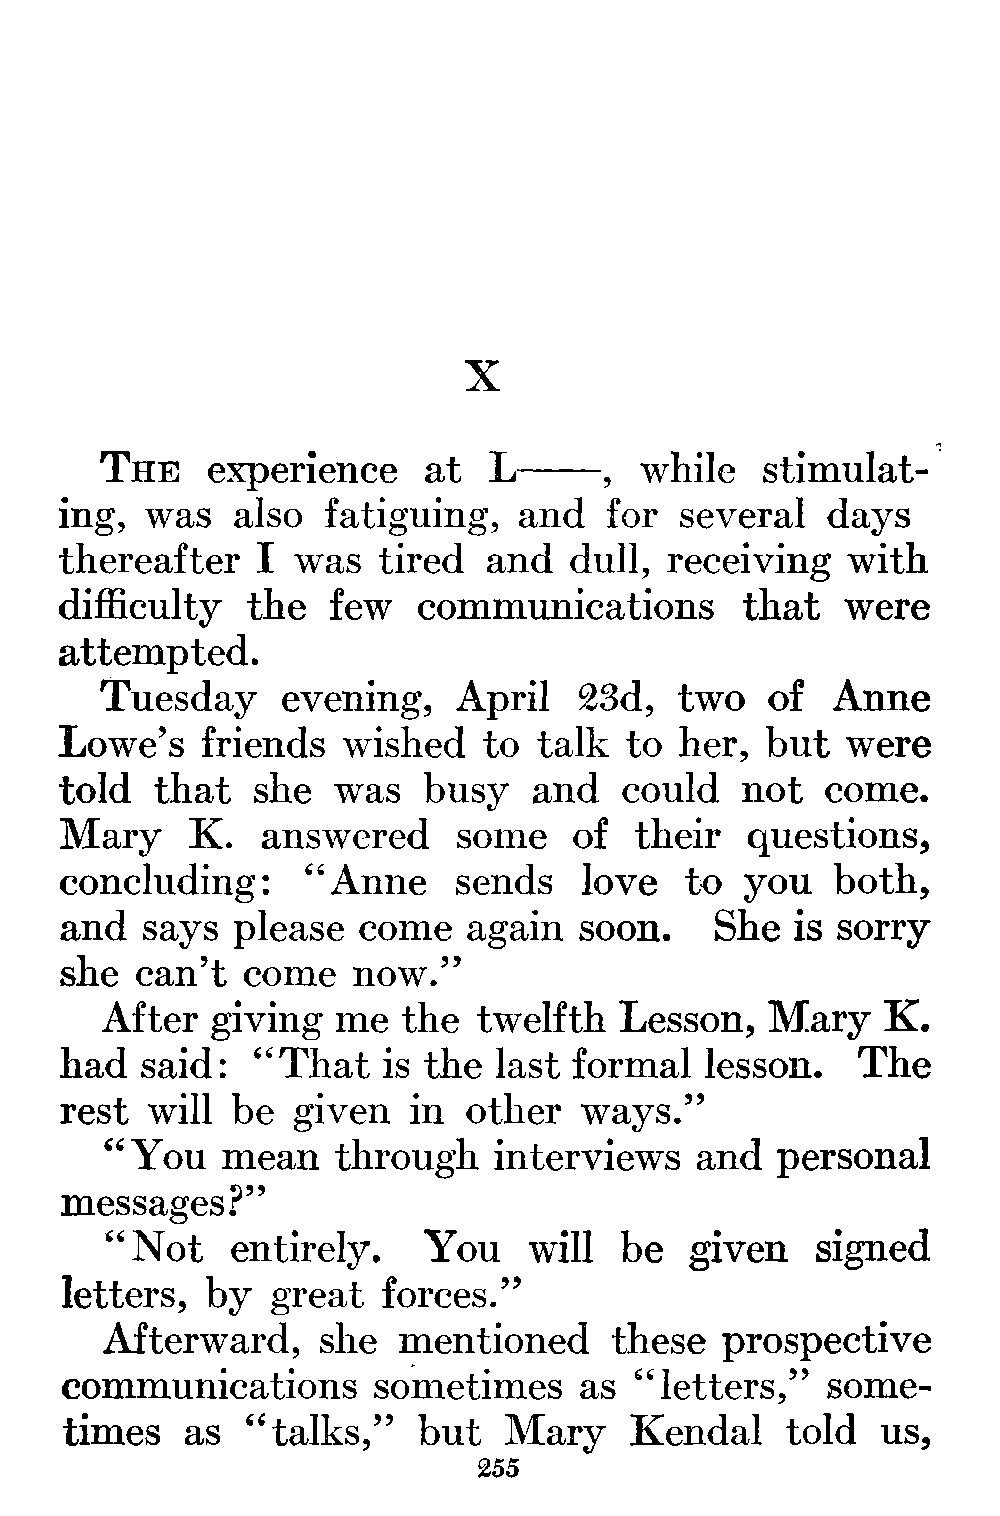 X
THE experience at L——, while stimulat-
ing, was also fatiguing, and for several days
thereafter I was tired and dull, receiving with
difficulty the few communications that were
attempted.
Tuesday evening, April 23d, two of Anne
Lowe's friends wished to talk to her, but were
told that she was busy and could not come.
Mary K. answered some of their questions,
concluding: "Anne sends love to you both,
and says please come again soon. She is sorry
she can't come now."
After giving me the twelfth Lesson, Mary K.
had said: "That is the last formal lesson. The
rest will be given in other ways."
"You mean through interviews and personal
messages?"
"Not entirely. You will be given signed
letters, by great forces."
Afterward, she mentioned these prospective
communications sometimes as "letters," some-
times as "talks," but Mary Kendal told us,
255